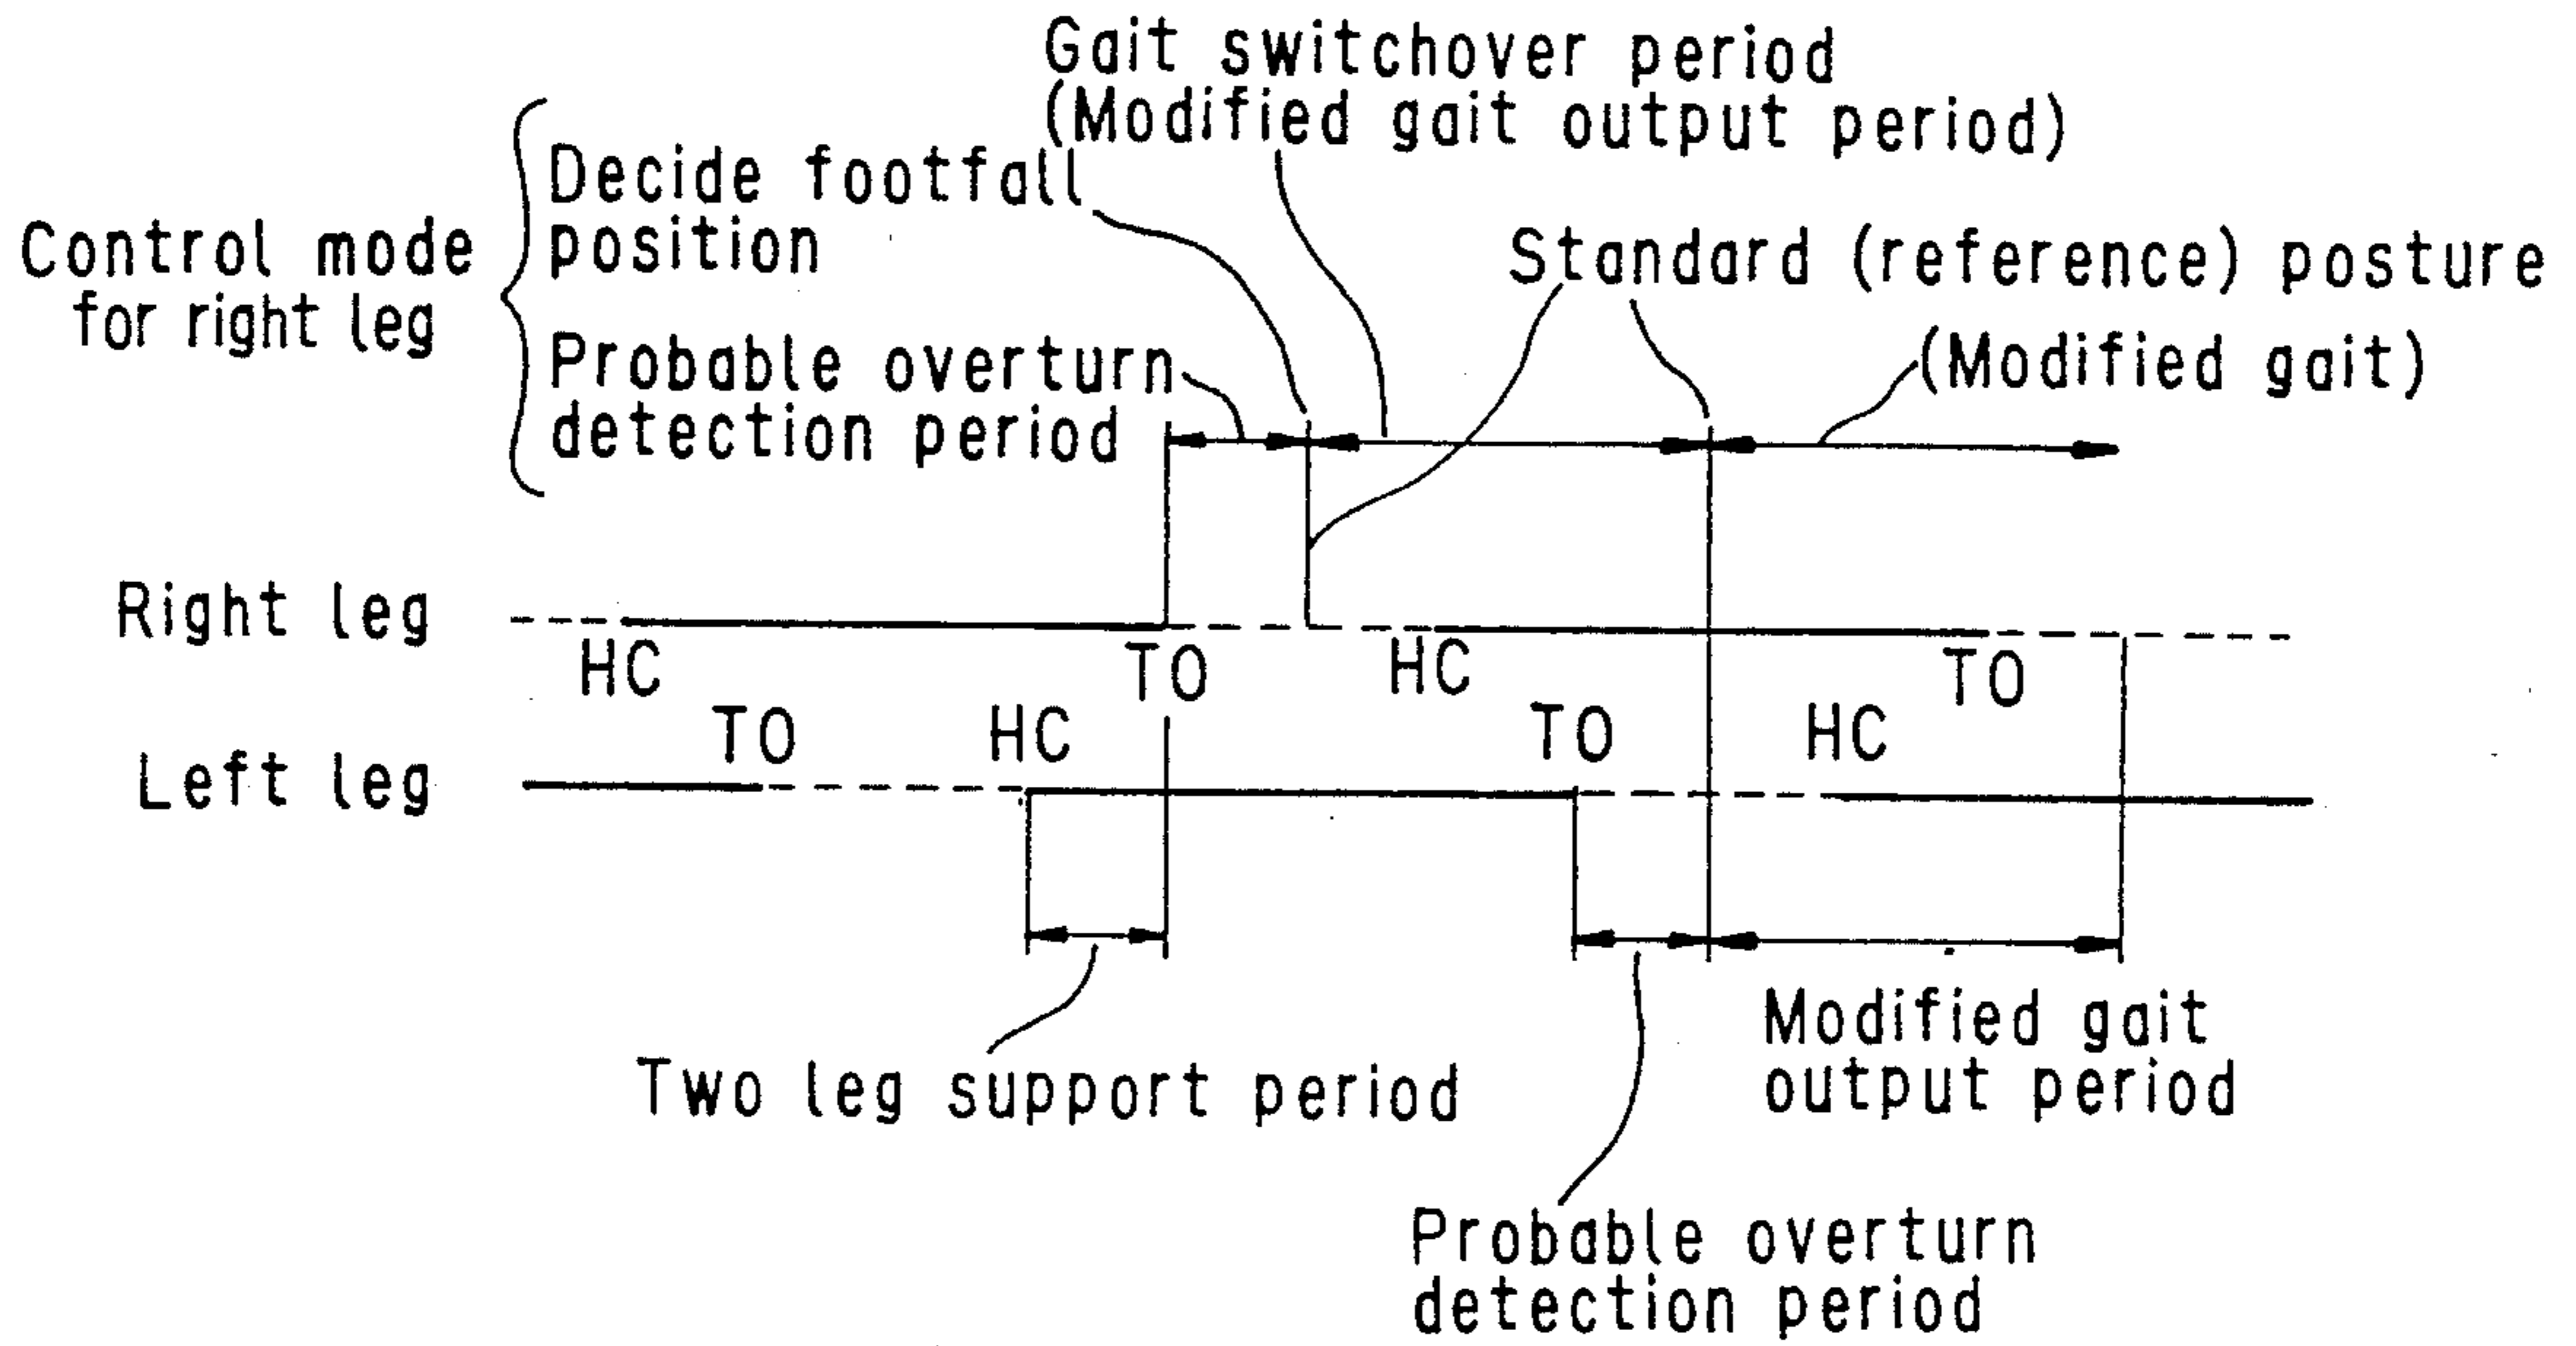 Gait switchover period
(Modified gait output period)
Decide footfall
position
Control mode
for right leg
Standard (reference) posture
Probable overturn
detection period
(Modified gait)
Right leg
HC
TO
HC
TO
TO
HC
TO
HC
Left leg
Two leg support period
Modified gait
output period
Probable overturn
detection period